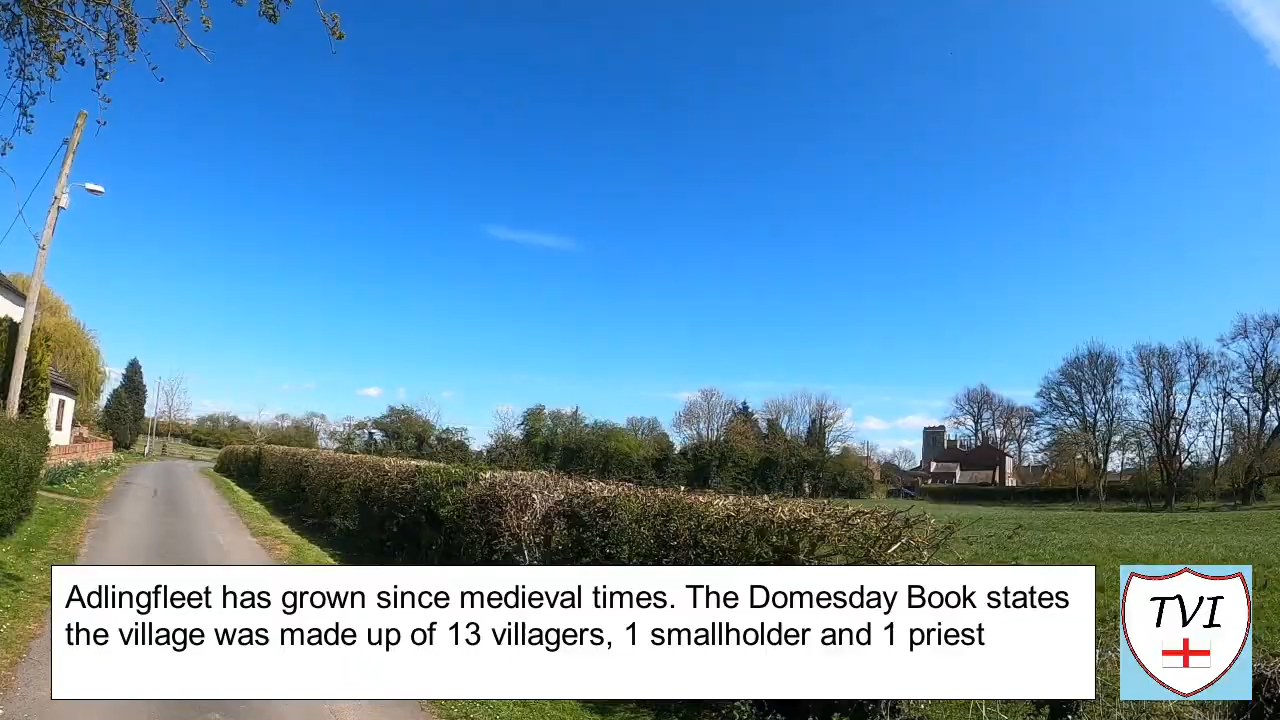 Adlingfleet has grown since medieval times. The Domesday Book states
the village was made up of 13 villagers, 1 smallholder and 1 priest
TVI